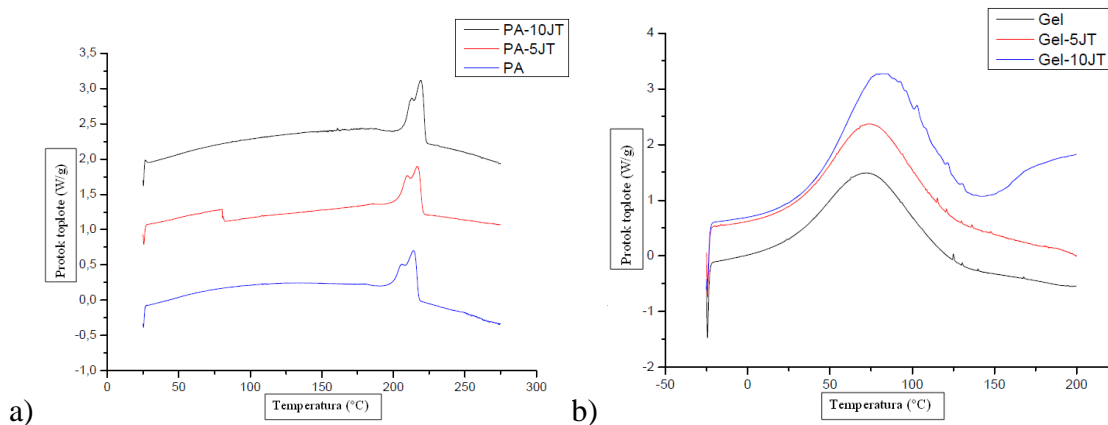 PA-10JT
PA-5JT
PA
3,5
3,0
2,5
2,0
1,5
1,0
0,5
0,0
-0,5
-1,0
Protok toplote (W/g)
0 50 100 150 200 250 300
Temperatura (°C)
a)
Gel
Gel-5JT
Gel-10JT
4
3
2
1
0
-1
-2
Protok toplote (W/g)
-50 0 50 100 150 200
Temperatura (°C)
b)